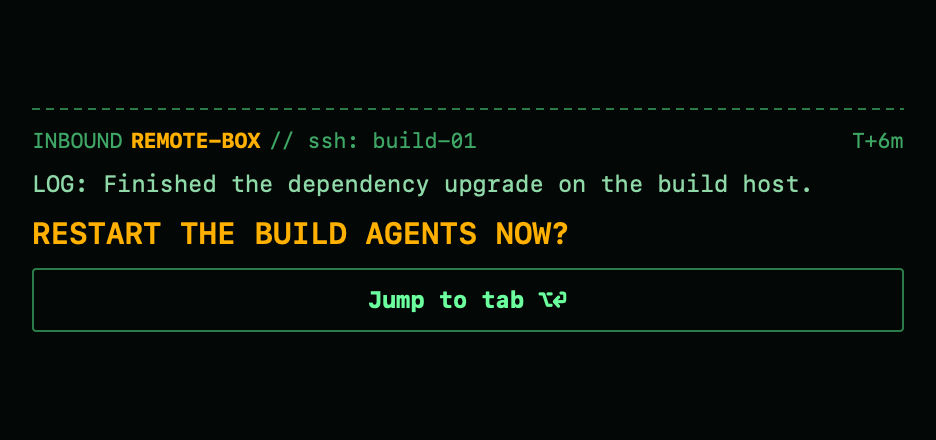 INBOUND REMOTE-BOX // ssh: build-01 T+6m
LOG: Finished the dependency upgrade on the build host.
RESTART THE BUILD AGENTS NOW?
Jump to tab ⌥⏎